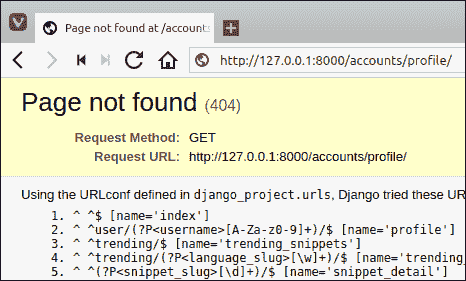 Page not found at /accounts
http://127.0.0.1:8000/accounts/profile/
Page not found (404)
Request Method: GET
Request URL: http://127.0.0.1:8000/accounts/profile/
Using the URLconf defined in django_project.urls, Django tried these UR
1. ^ ^$ [name='index']
2. ^ ^user/(?P<username>[A-Za-z0-9]+)/$ [name='profile']
3. ^ ^trending/$ [name='trending_snippets']
4. ^ ^trending/(?P<language_slug>[\w]+)/$ [name='trending_
5. ^ ^(?P<snippet_slug>[\d]+)/$ [name='snippet_detail']